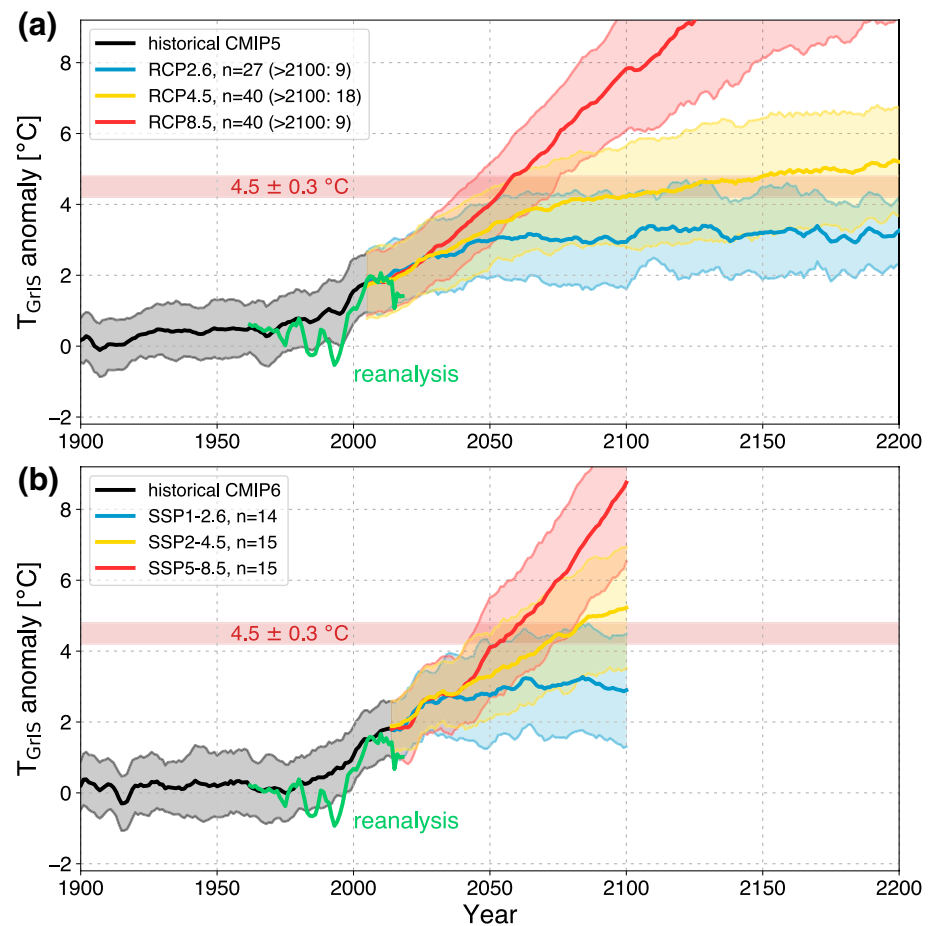 (a)
historical CMIP5
RCP2.6, n=27 (>2100: 9)
RCP4.5, n=40 (>2100: 18)
RCP8.5, n=40 (>2100: 9)
8
6
4
2
0
−2
T_GrIS anomaly [°C]
4.5 ± 0.3 °C
reanalysis
1900 1950 2000 2050 2100 2150 2200
(b)
historical CMIP6
SSP1-2.6, n=14
SSP2-4.5, n=15
SSP5-8.5, n=15
8
6
4
2
0
−2
T_GrIS anomaly [°C]
4.5 ± 0.3 °C
reanalysis
1900 1950 2000 2050 2100 2150 2200
Year